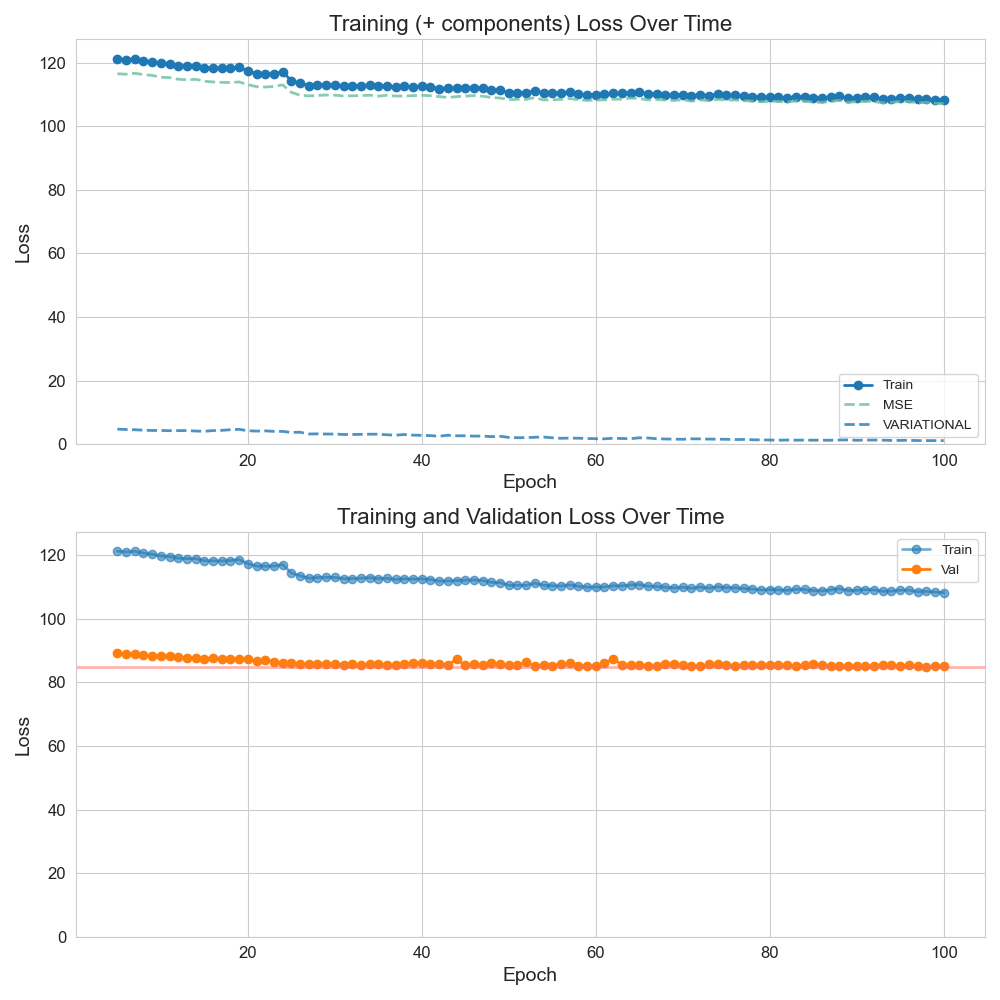 Training (+ components) Loss Over Time
120
100
80
60
40
20
0
Loss
Train
MSE
VARIATIONAL
20 40 60 80 100
Epoch
Training and Validation Loss Over Time
120
100
80
60
40
20
0
Loss
Train
Val
20 40 60 80 100
Epoch